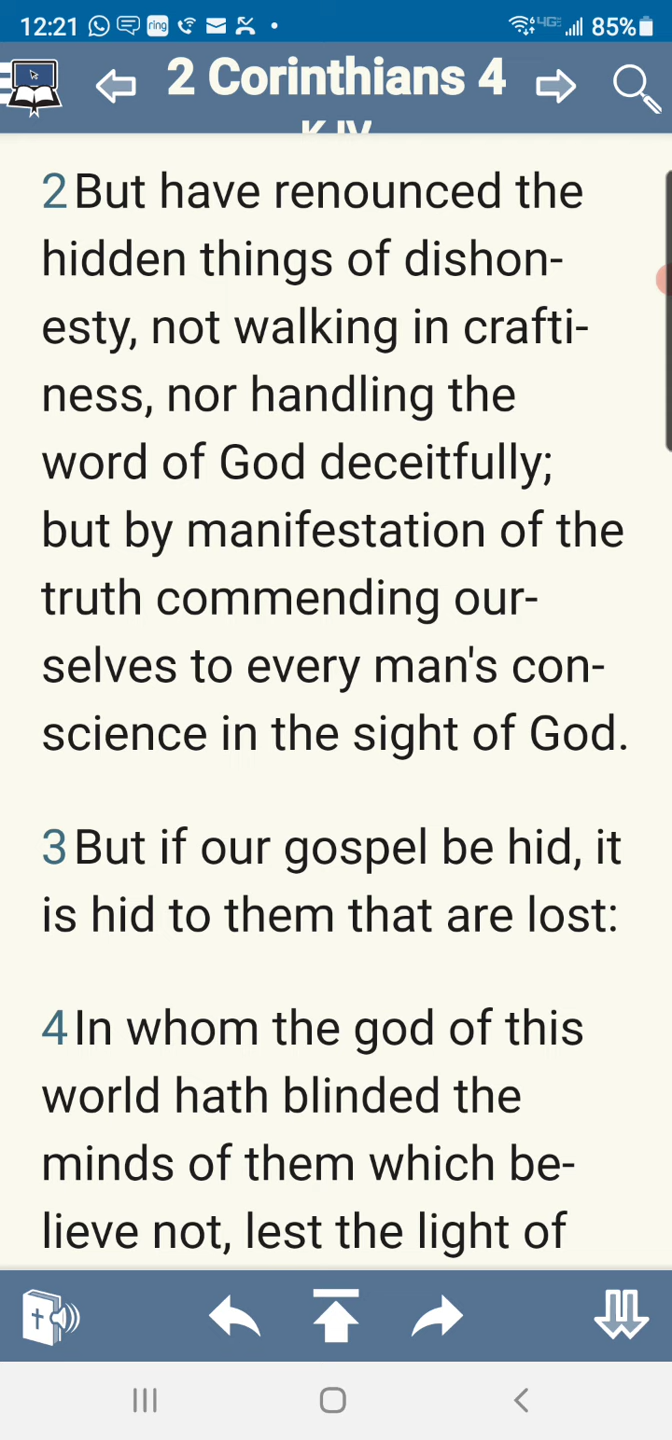 12:21 ring 4GE 85%
2 Corinthians 4
KJV
2 But have renounced the
hidden things of dishon-
esty, not walking in crafti-
ness, nor handling the
word of God deceitfully;
but by manifestation of the
truth commending our-
selves to every man's con-
science in the sight of God.
3 But if our gospel be hid, it
is hid to them that are lost:
4 In whom the god of this
world hath blinded the
minds of them which be-
lieve not, lest the light of